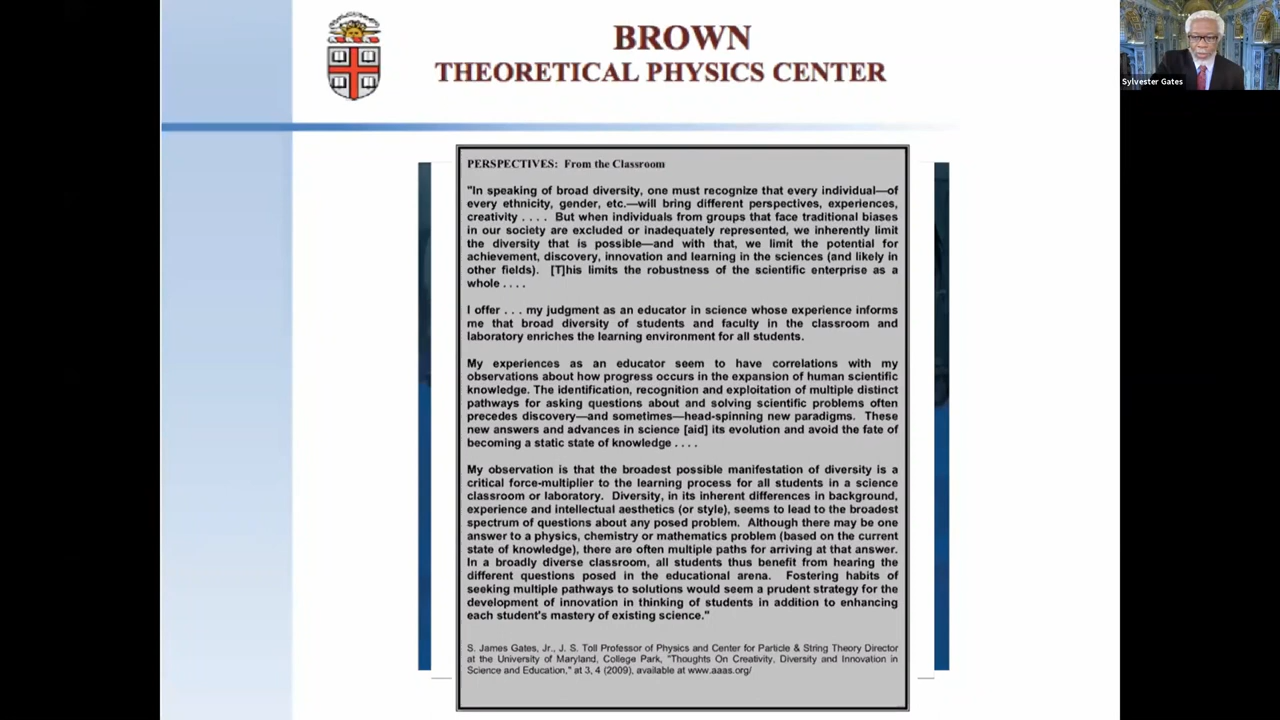 BROWN
THEORETICAL PHYSICS CENTER
Sylvester Gates
PERSPECTIVES: From the Classroom
"In speaking of broad diversity, one must recognize that every individual—of
every ethnicity, gender, etc.—will bring different perspectives, experiences,
creativity . . . . But when individuals from groups that face traditional biases
in our society are excluded or inadequately represented, we inherently limit
the diversity that is possible—and with that, we limit the potential for
achievement, discovery, innovation and learning in the sciences (and likely in
other fields). [T]his limits the robustness of the scientific enterprise as a
whole . . . .
I offer . . . my judgment as an educator in science whose experience informs
me that broad diversity of students and faculty in the classroom and
laboratory enriches the learning environment for all students.
My experiences as an educator seem to have correlations with my
observations about how progress occurs in the expansion of human scientific
knowledge. The identification, recognition and exploitation of multiple distinct
pathways for asking questions about and solving scientific problems often
precedes discovery—and sometimes—head-spinning new paradigms. These
new answers and advances in science [aid] its evolution and avoid the fate of
becoming a static state of knowledge . . . .
My observation is that the broadest possible manifestation of diversity is a
critical force-multiplier to the learning process for all students in a science
classroom or laboratory. Diversity, in its inherent differences in background,
experience and intellectual aesthetics (or style), seems to lead to the broadest
spectrum of questions about any posed problem. Although there may be one
answer to a physics, chemistry or mathematics problem (based on the current
state of knowledge), there are often multiple paths for arriving at that answer.
In a broadly diverse classroom, all students thus benefit from hearing the
different questions posed in the educational arena. Fostering habits of
seeking multiple pathways to solutions would seem a prudent strategy for the
development of innovation in thinking of students in addition to enhancing
each student's mastery of existing science."
S. James Gates, Jr., J. S. Toll Professor of Physics and Center for Particle & String Theory Director
at the University of Maryland, College Park, "Thoughts On Creativity, Diversity and Innovation in
Science and Education," at 3, 4 (2009), available at www.aaas.org/